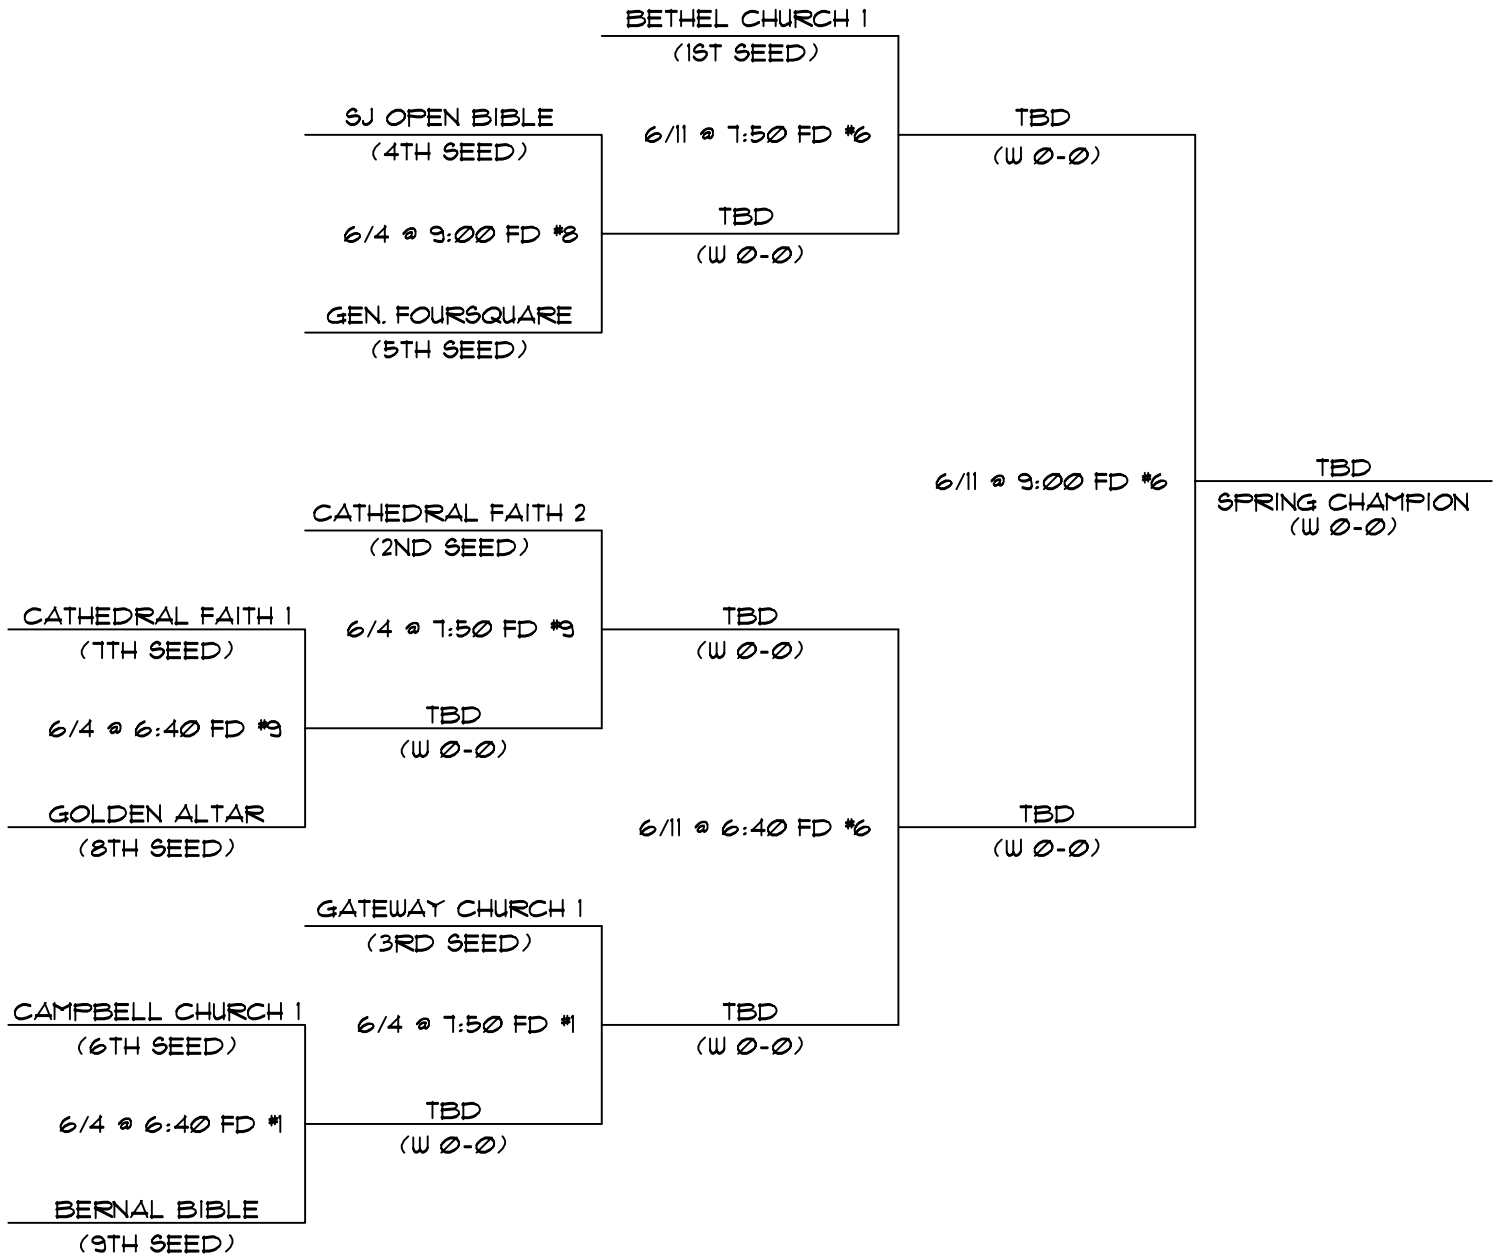 BETHEL CHURCH 1
(1ST SEED)
SJ OPEN BIBLE
(4TH SEED)
6/11 @ 7:50 FD #6
TBD
(W 0-0)
6/4 @ 9:00 FD #8
TBD
(W 0-0)
GEN. FOURSQUARE
(5TH SEED)
6/11 @ 9:00 FD #6
TBD
SPRING CHAMPION
(W 0-0)
CATHEDRAL FAITH 2
(2ND SEED)
CATHEDRAL FAITH 1
(7TH SEED)
6/4 @ 7:50 FD #9
TBD
(W 0-0)
6/4 @ 6:40 FD #9
TBD
(W 0-0)
GOLDEN ALTAR
(8TH SEED)
6/11 @ 6:40 FD #6
TBD
(W 0-0)
GATEWAY CHURCH 1
(3RD SEED)
CAMPBELL CHURCH 1
(6TH SEED)
6/4 @ 7:50 FD #1
TBD
(W 0-0)
6/4 @ 6:40 FD #1
TBD
(W 0-0)
BERNAL BIBLE
(9TH SEED)